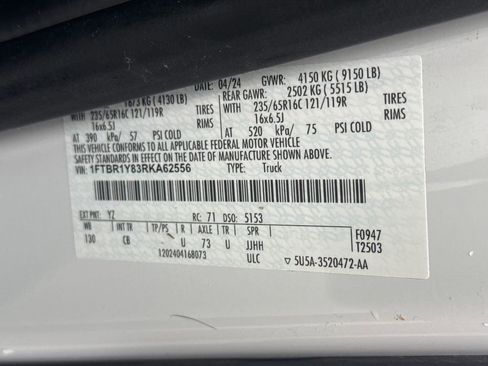 DATE: 04/24 GVWR: 4150 KG ( 9150 LB)
1873 KG ( 4130 LB) REAR GAWR: 2502 KG ( 5515 LB)
WITH 235/65R16C 121/119R TIRES 235/65R16C 121/119R TIRES
16x6.5J RIMS 16x6.5J RIMS
AT 390 kPa/ 57 PSI COLD AT 520 kPa/ 75 PSI COLD
THIS VEHICLE CONFORMS TO ALL APPLICABLE FEDERAL MOTOR VEHICLE
SAFETY STANDARDS IN EFFECT ON THE DATE OF MANUFACTURE SHOWN ABOVE.
VIN: 1FTBR1Y83RKA62556 TYPE: Truck
EXT PNT: YZ RC: 71 DSO: 5153
WB INT TR TP/PS R AXLE TR SPR F0947
130 CB U 73 U JJHH T2503
1202404168073 ULC ▽ 5U5A-3520472-AA